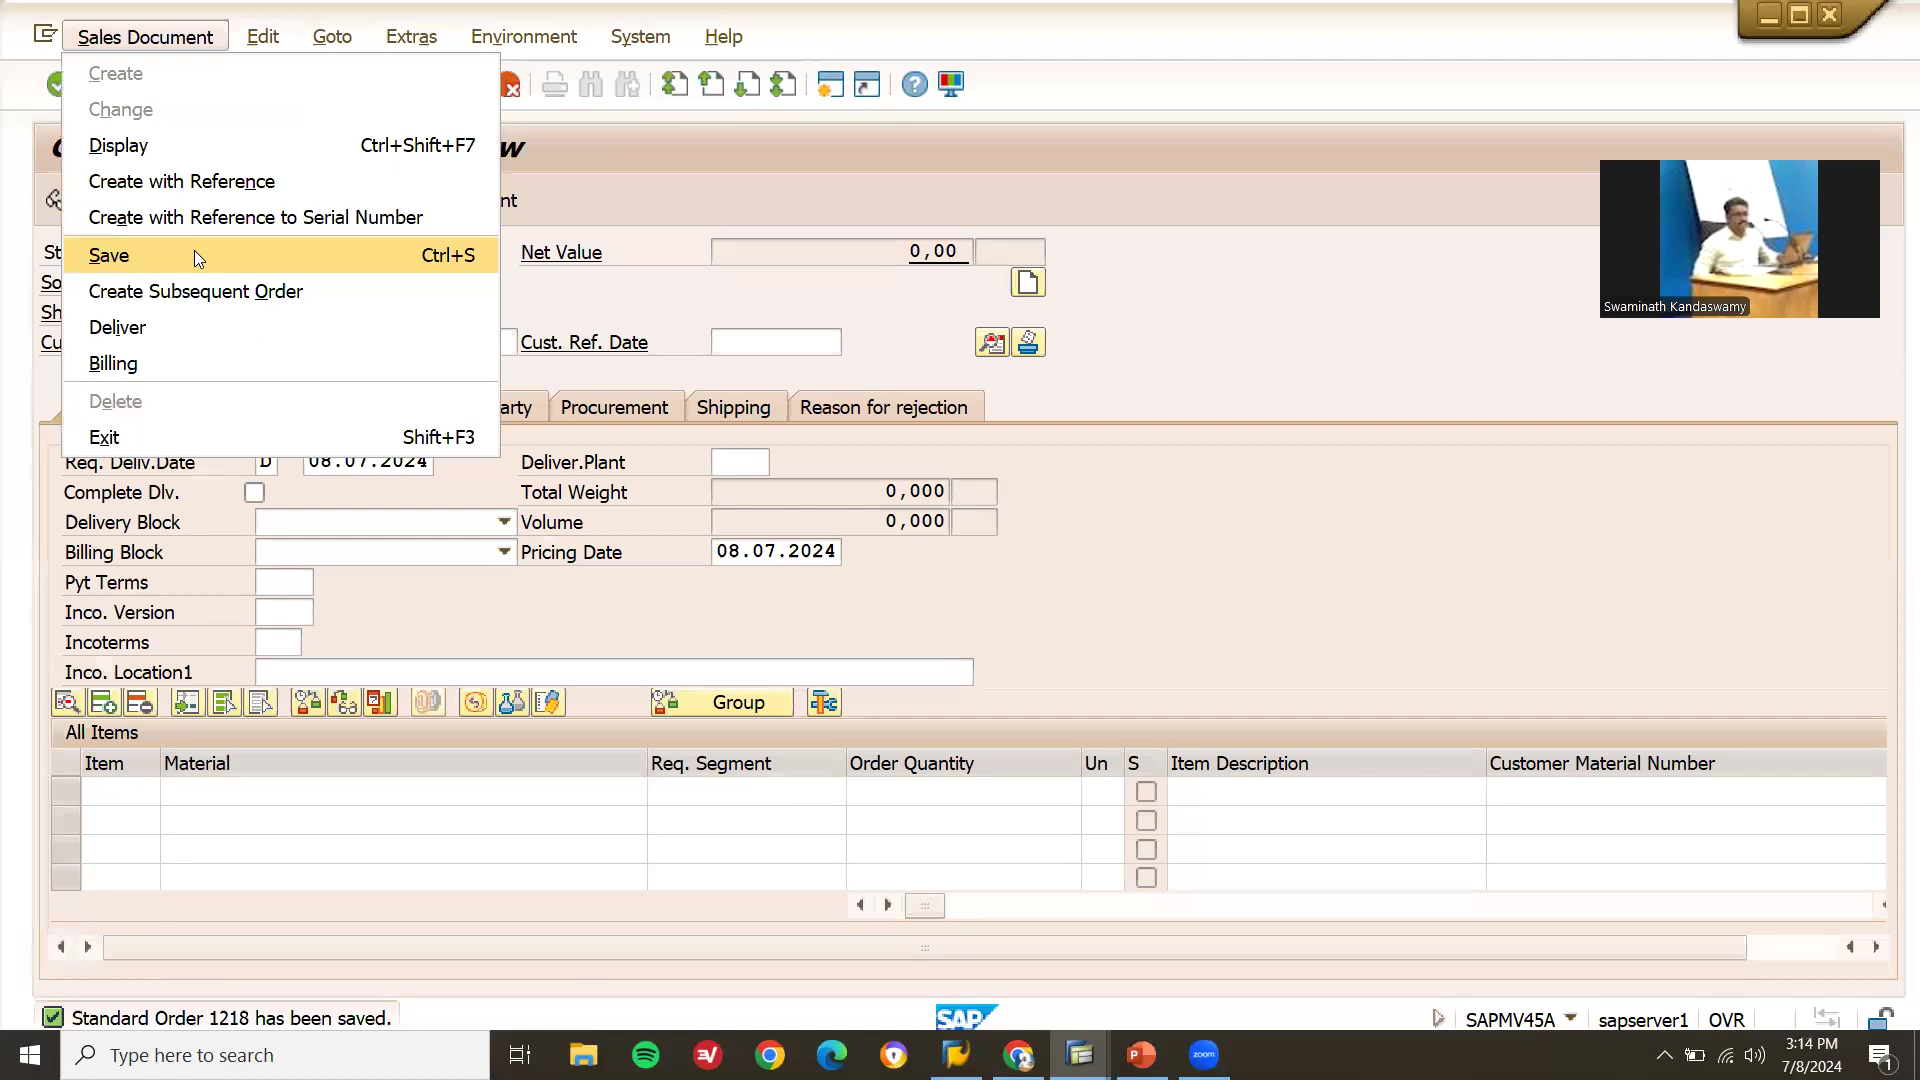 Sales Document Edit Goto Extras Environment System Help
Create
Change
Display Ctrl+Shift+F7
Create with Reference
Create with Reference to Serial Number
Save Ctrl+S
Create Subsequent Order
Deliver
Billing
Delete
Exit Shift+F3
Net Value 0,00
Cust. Ref. Date
Swaminath Kandaswamy
Procurement Shipping Reason for rejection
Req. Deliv.Date D 08.07.2024 Deliver.Plant
Complete Dlv. Total Weight 0,000
Delivery Block Volume 0,000
Billing Block Pricing Date 08.07.2024
Pyt Terms
Inco. Version
Incoterms
Inco. Location1
Group
All Items
Item Material Req. Segment Order Quantity Un S Item Description Customer Material Number
Standard Order 1218 has been saved. SAP SAPMV45A sapserver1 OVR
Type here to search zoom 3:14 PM
7/8/2024 1